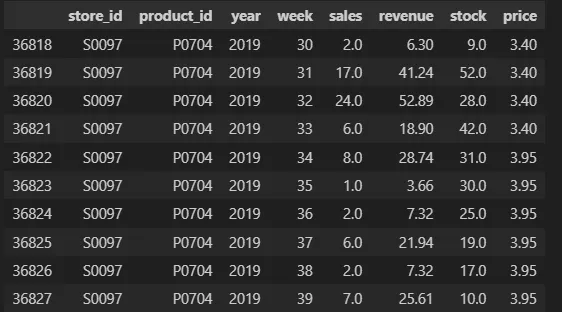 store_id product_id year week sales revenue stock price
36818 S0097 P0704 2019 30 2.0 6.30 9.0 3.40
36819 S0097 P0704 2019 31 17.0 41.24 52.0 3.40
36820 S0097 P0704 2019 32 24.0 52.89 28.0 3.40
36821 S0097 P0704 2019 33 6.0 18.90 42.0 3.40
36822 S0097 P0704 2019 34 8.0 28.74 31.0 3.95
36823 S0097 P0704 2019 35 1.0 3.66 30.0 3.95
36824 S0097 P0704 2019 36 2.0 7.32 25.0 3.95
36825 S0097 P0704 2019 37 6.0 21.94 19.0 3.95
36826 S0097 P0704 2019 38 2.0 7.32 17.0 3.95
36827 S0097 P0704 2019 39 7.0 25.61 10.0 3.95